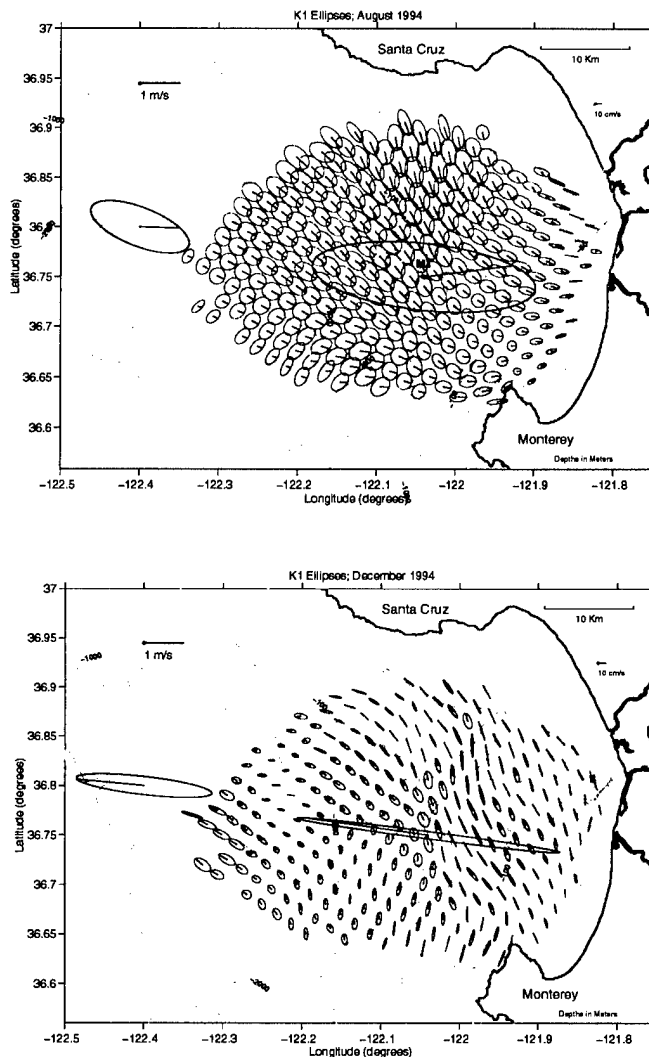 K1 Ellipses; August 1994
37
36.95
36.9
36.85
36.8
36.75
36.7
36.65
36.6
Latitude (degrees)
Santa Cruz
10 Km
1 m/s
10 cm/s
Monterey
Depths in Meters
−122.5 −122.4 −122.3 −122.2 −122.1 −122 −121.9 −121.8
Longitude (degrees)
K1 Ellipses; December 1994
37
36.95
36.9
36.85
36.8
36.75
36.7
36.65
36.6
Latitude (degrees)
Santa Cruz
10 Km
−1000
1 m/s
10 cm/s
Monterey
Depths in Meters
−122.5 −122.4 −122.3 −122.2 −122.1 −122 −121.9 −121.8
Longitude (degrees)